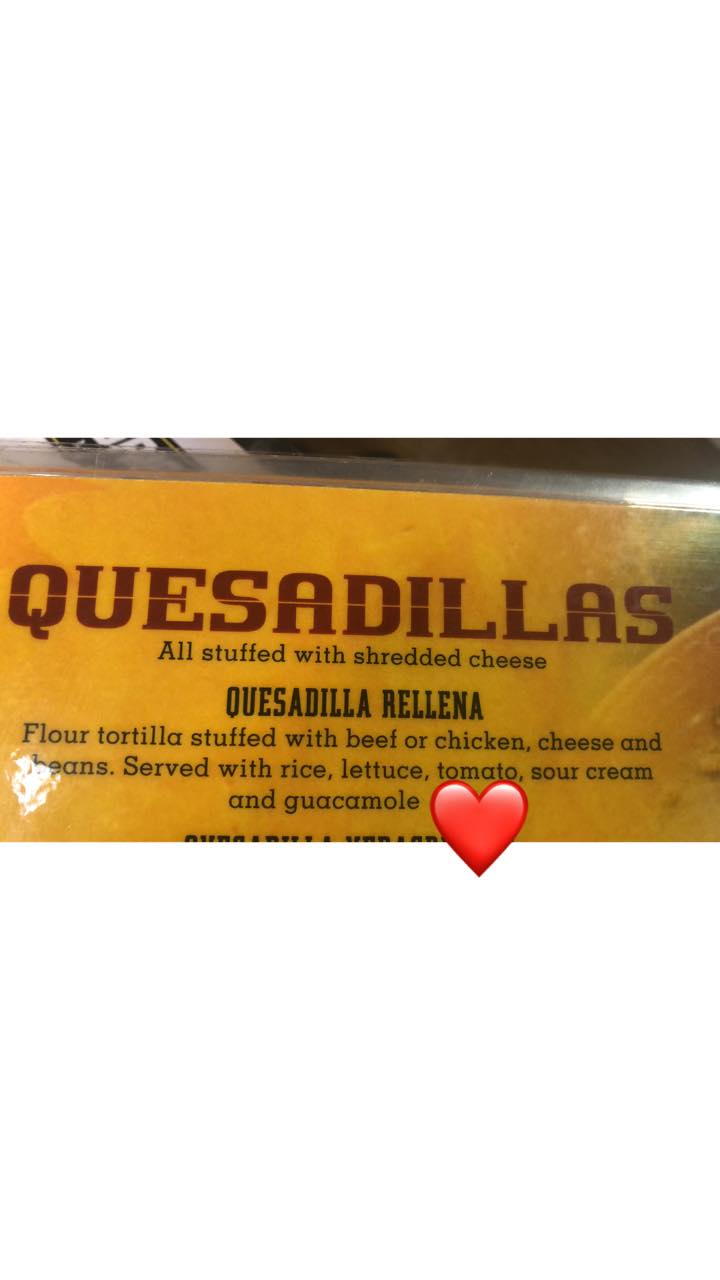 QUESADILLAS
All stuffed with shredded cheese
QUESADILLA RELLENA
Flour tortilla stuffed with beef or chicken, cheese and
beans. Served with rice, lettuce, tomato, sour cream
and guacamole
QUESADILLA